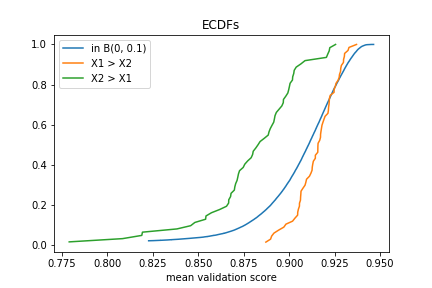 ECDFs
in B(0, 0.1)
X1 > X2
X2 > X1
1.0
0.8
0.6
0.4
0.2
0.0
0.775 0.800 0.825 0.850 0.875 0.900 0.925 0.950
mean validation score